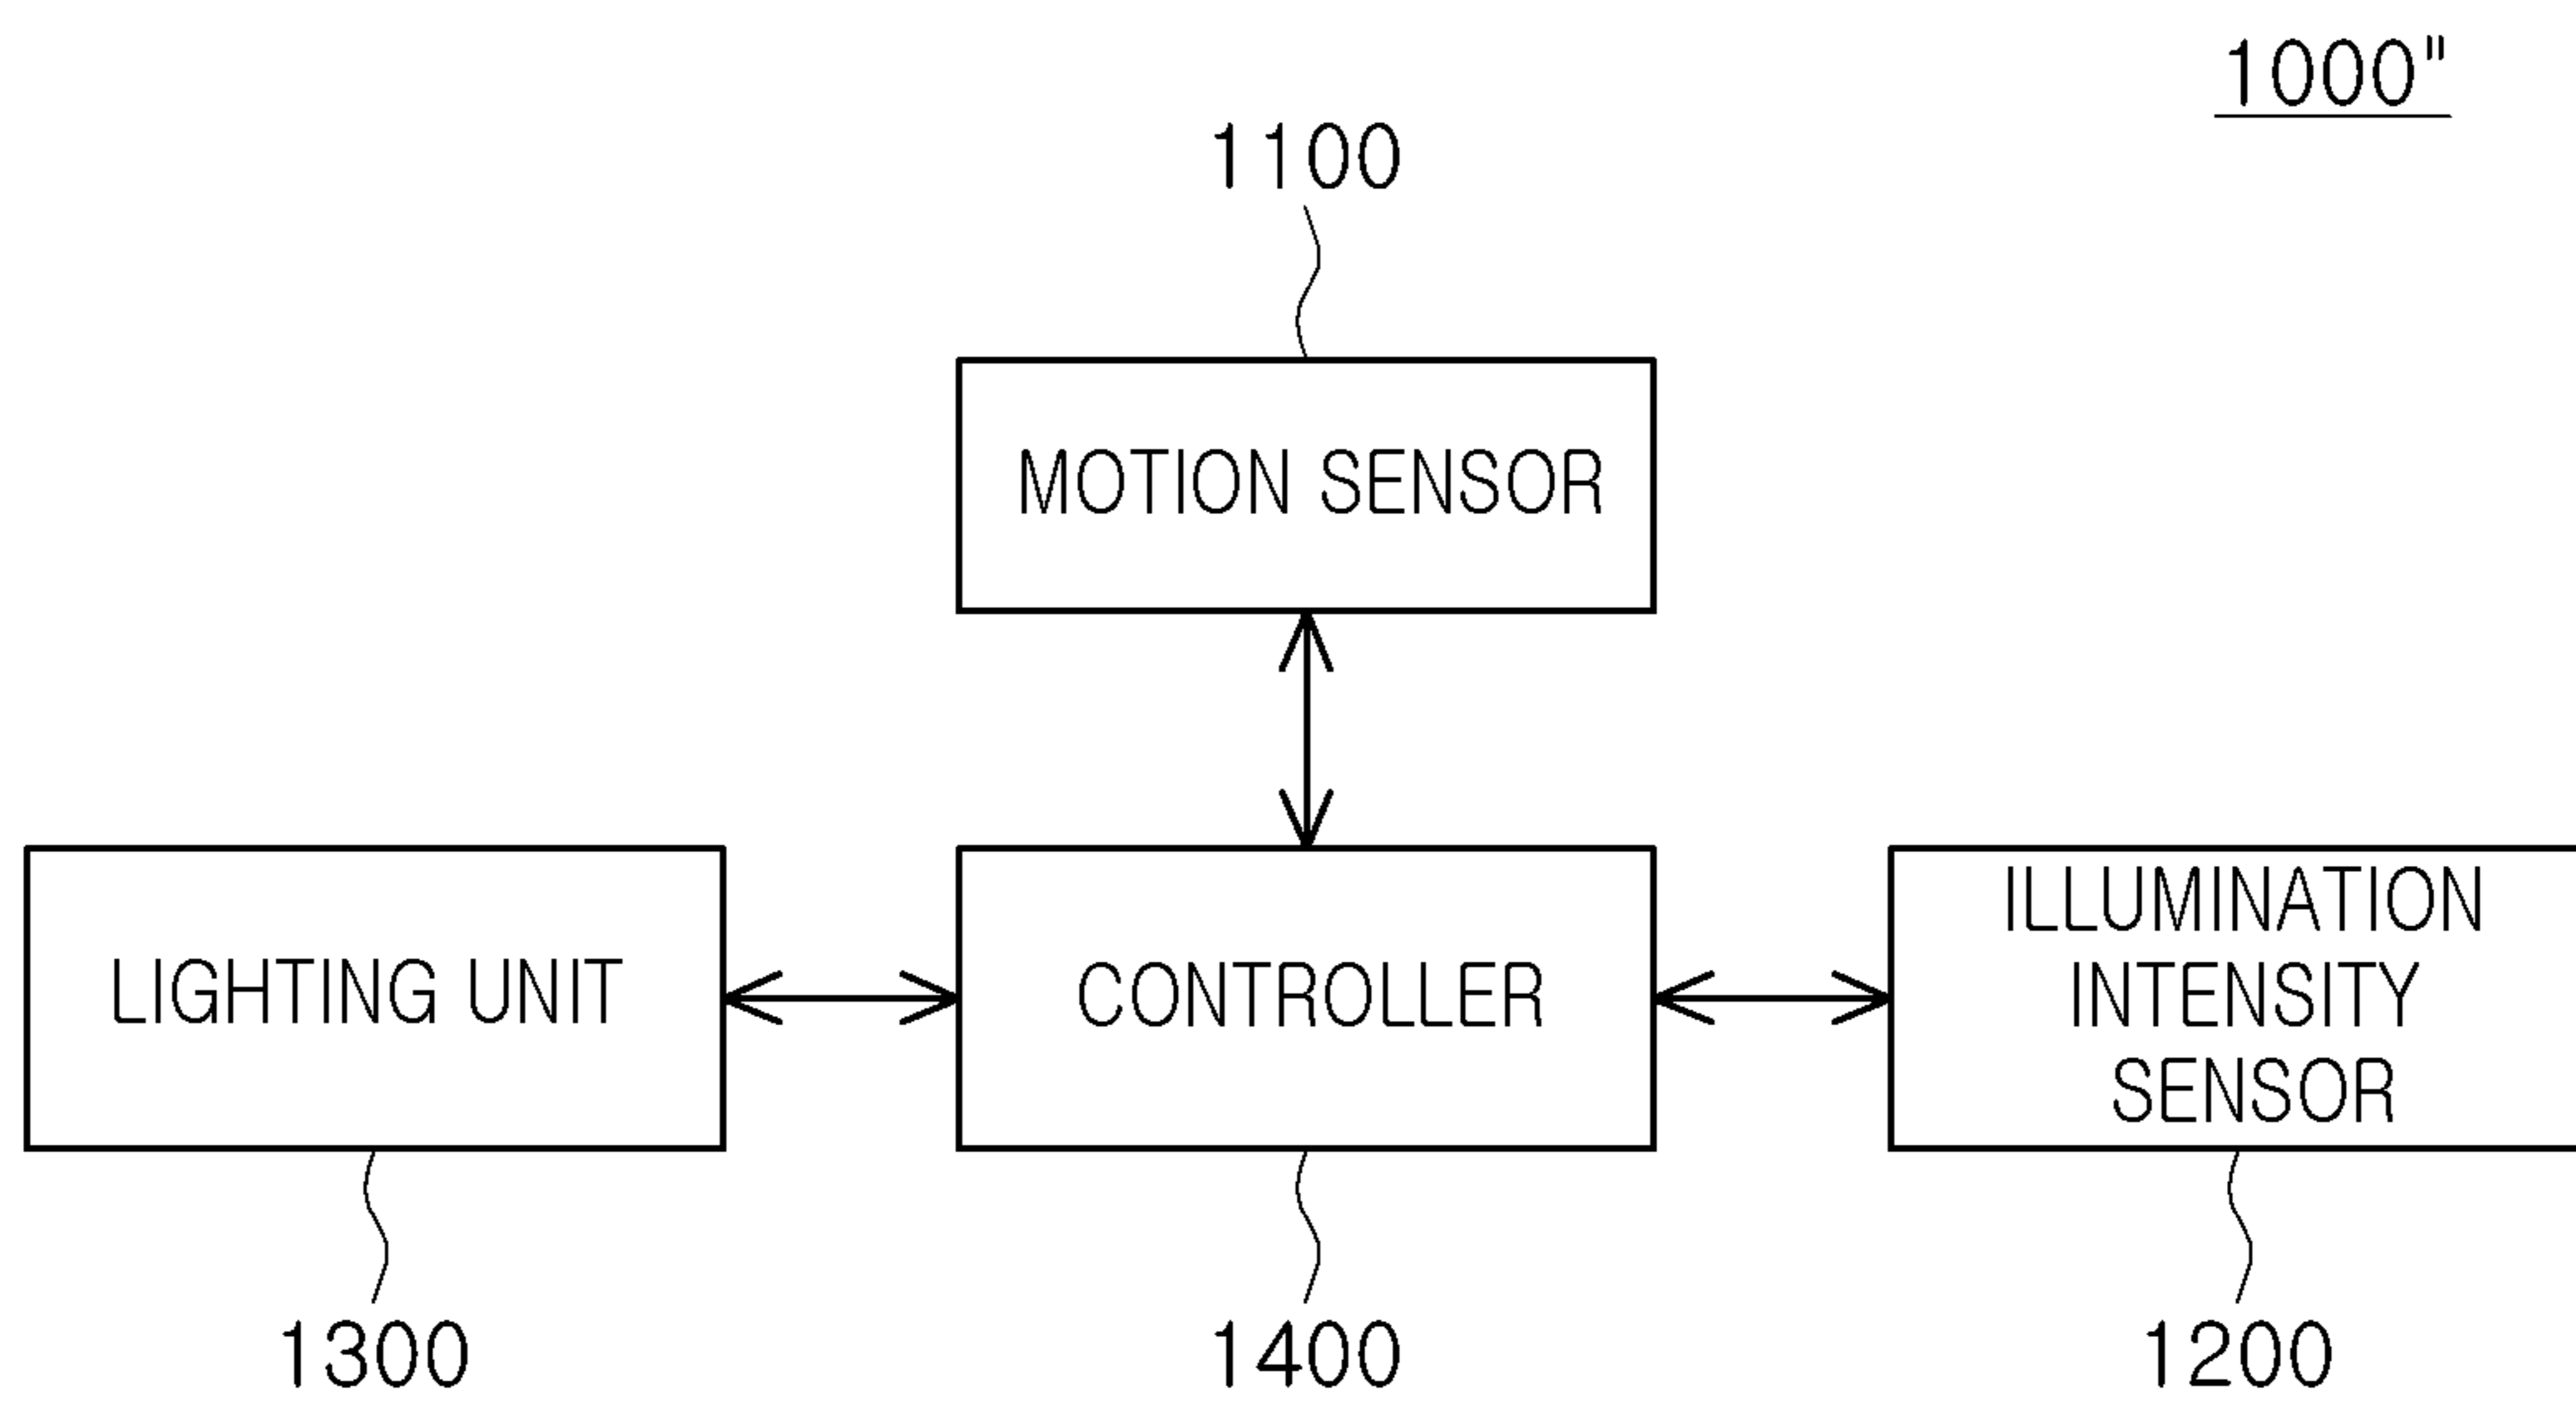 1000"
1100
MOTION SENSOR
LIGHTING UNIT
CONTROLLER
ILLUMINATION
INTENSITY
SENSOR
1300
1400
1200